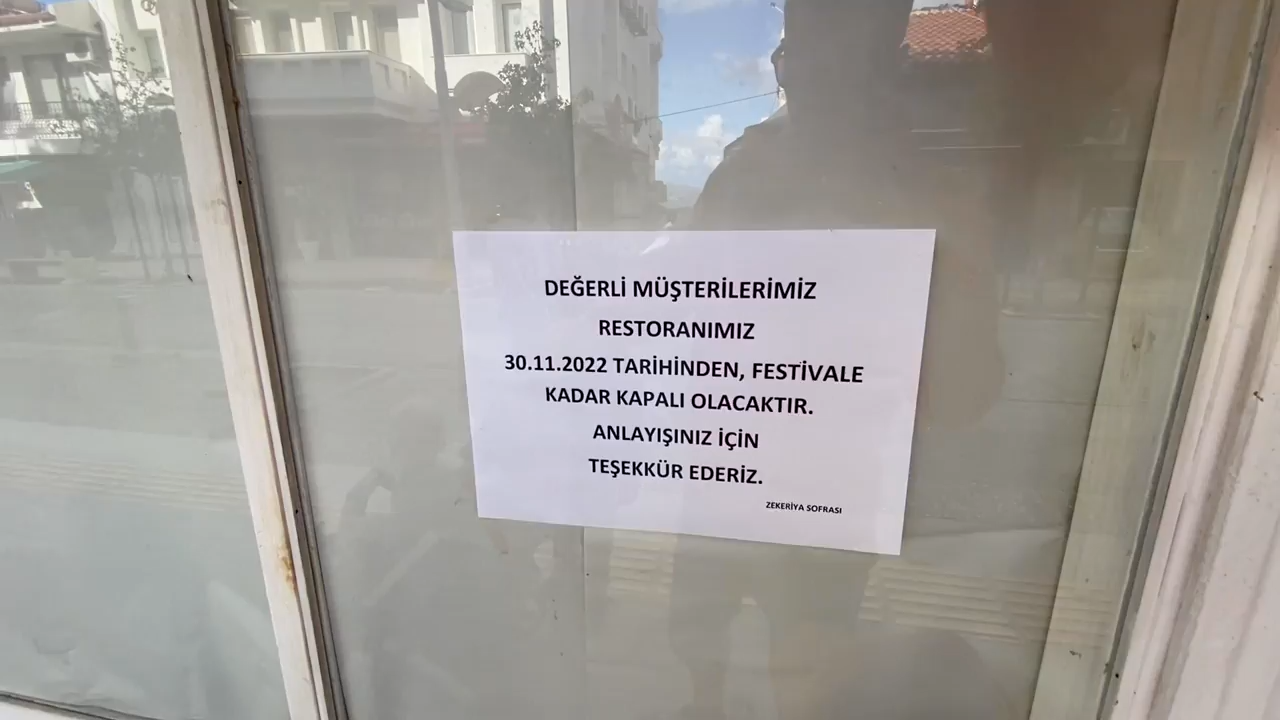 DEĞERLİ MÜŞTERİLERİMİZ
RESTORANIMIZ
30.11.2022 TARİHİNDEN, FESTİVALE
KADAR KAPALI OLACAKTIR.
ANLAYIŞINIZ İÇİN
TEŞEKKÜR EDERİZ.
ZEKERİYA SOFRASI